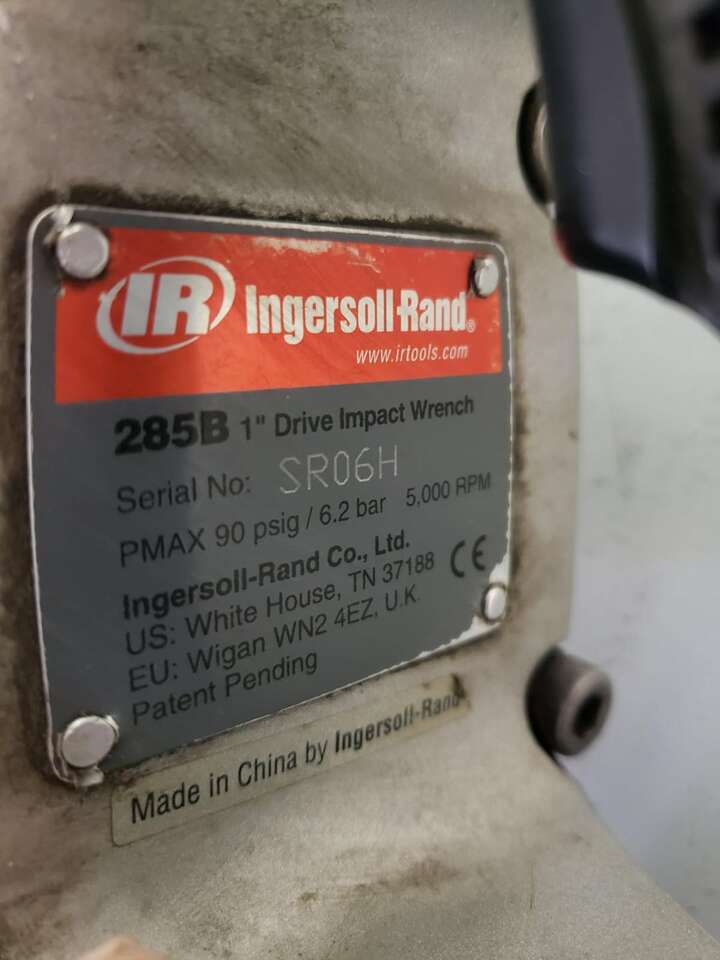 IR Ingersoll-Rand®
www.irtools.com
285B 1" Drive Impact Wrench
Serial No: SR06H
PMAX 90 psig / 6.2 bar 5,000 RPM
Ingersoll-Rand Co., Ltd.
US: White House, TN 37188 CE
EU: Wigan WN2 4EZ, U.K.
Patent Pending
Made in China by Ingersoll-Rand